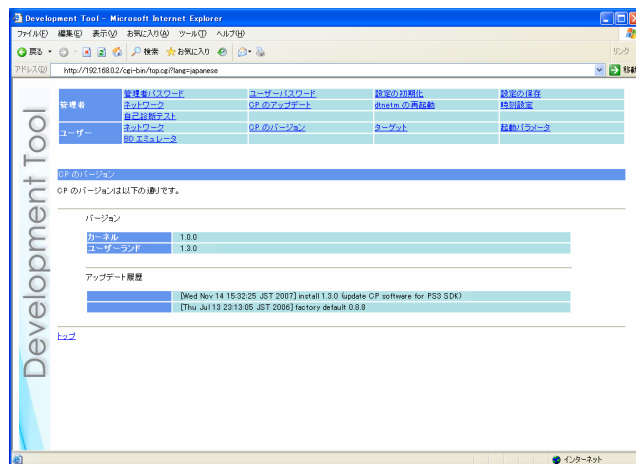 Development Tool - Microsoft Internet Explorer
ファイル(F) 編集(E) 表示(V) お気に入り(A) ツール(T) ヘルプ(H)
戻る 検索 お気に入り リンク
アドレス(D) http://192.168.0.2/cgi-bin/top.cgi?lang=japanese 移動
Development Tool
管理者 管理者パスワード ユーザーパスワード 設定の初期化 設定の保存
ネットワーク CP のアップデート dtnetm の再起動 時刻設定
自己診断テスト
ユーザー ネットワーク CP のバージョン ターゲット 起動パラメータ
BD エミュレータ
CP のバージョン
CP のバージョンは以下の通りです。
バージョン
カーネル 1.0.0
ユーザーランド 1.3.0
アップデート履歴
[Wed Nov 14 15:32:25 JST 2007] install 1.3.0 (update CP software for PS3 SDK)
[Thu Jul 13 23:13:05 JST 2006] factory default 0.8.8
トップ
インターネット